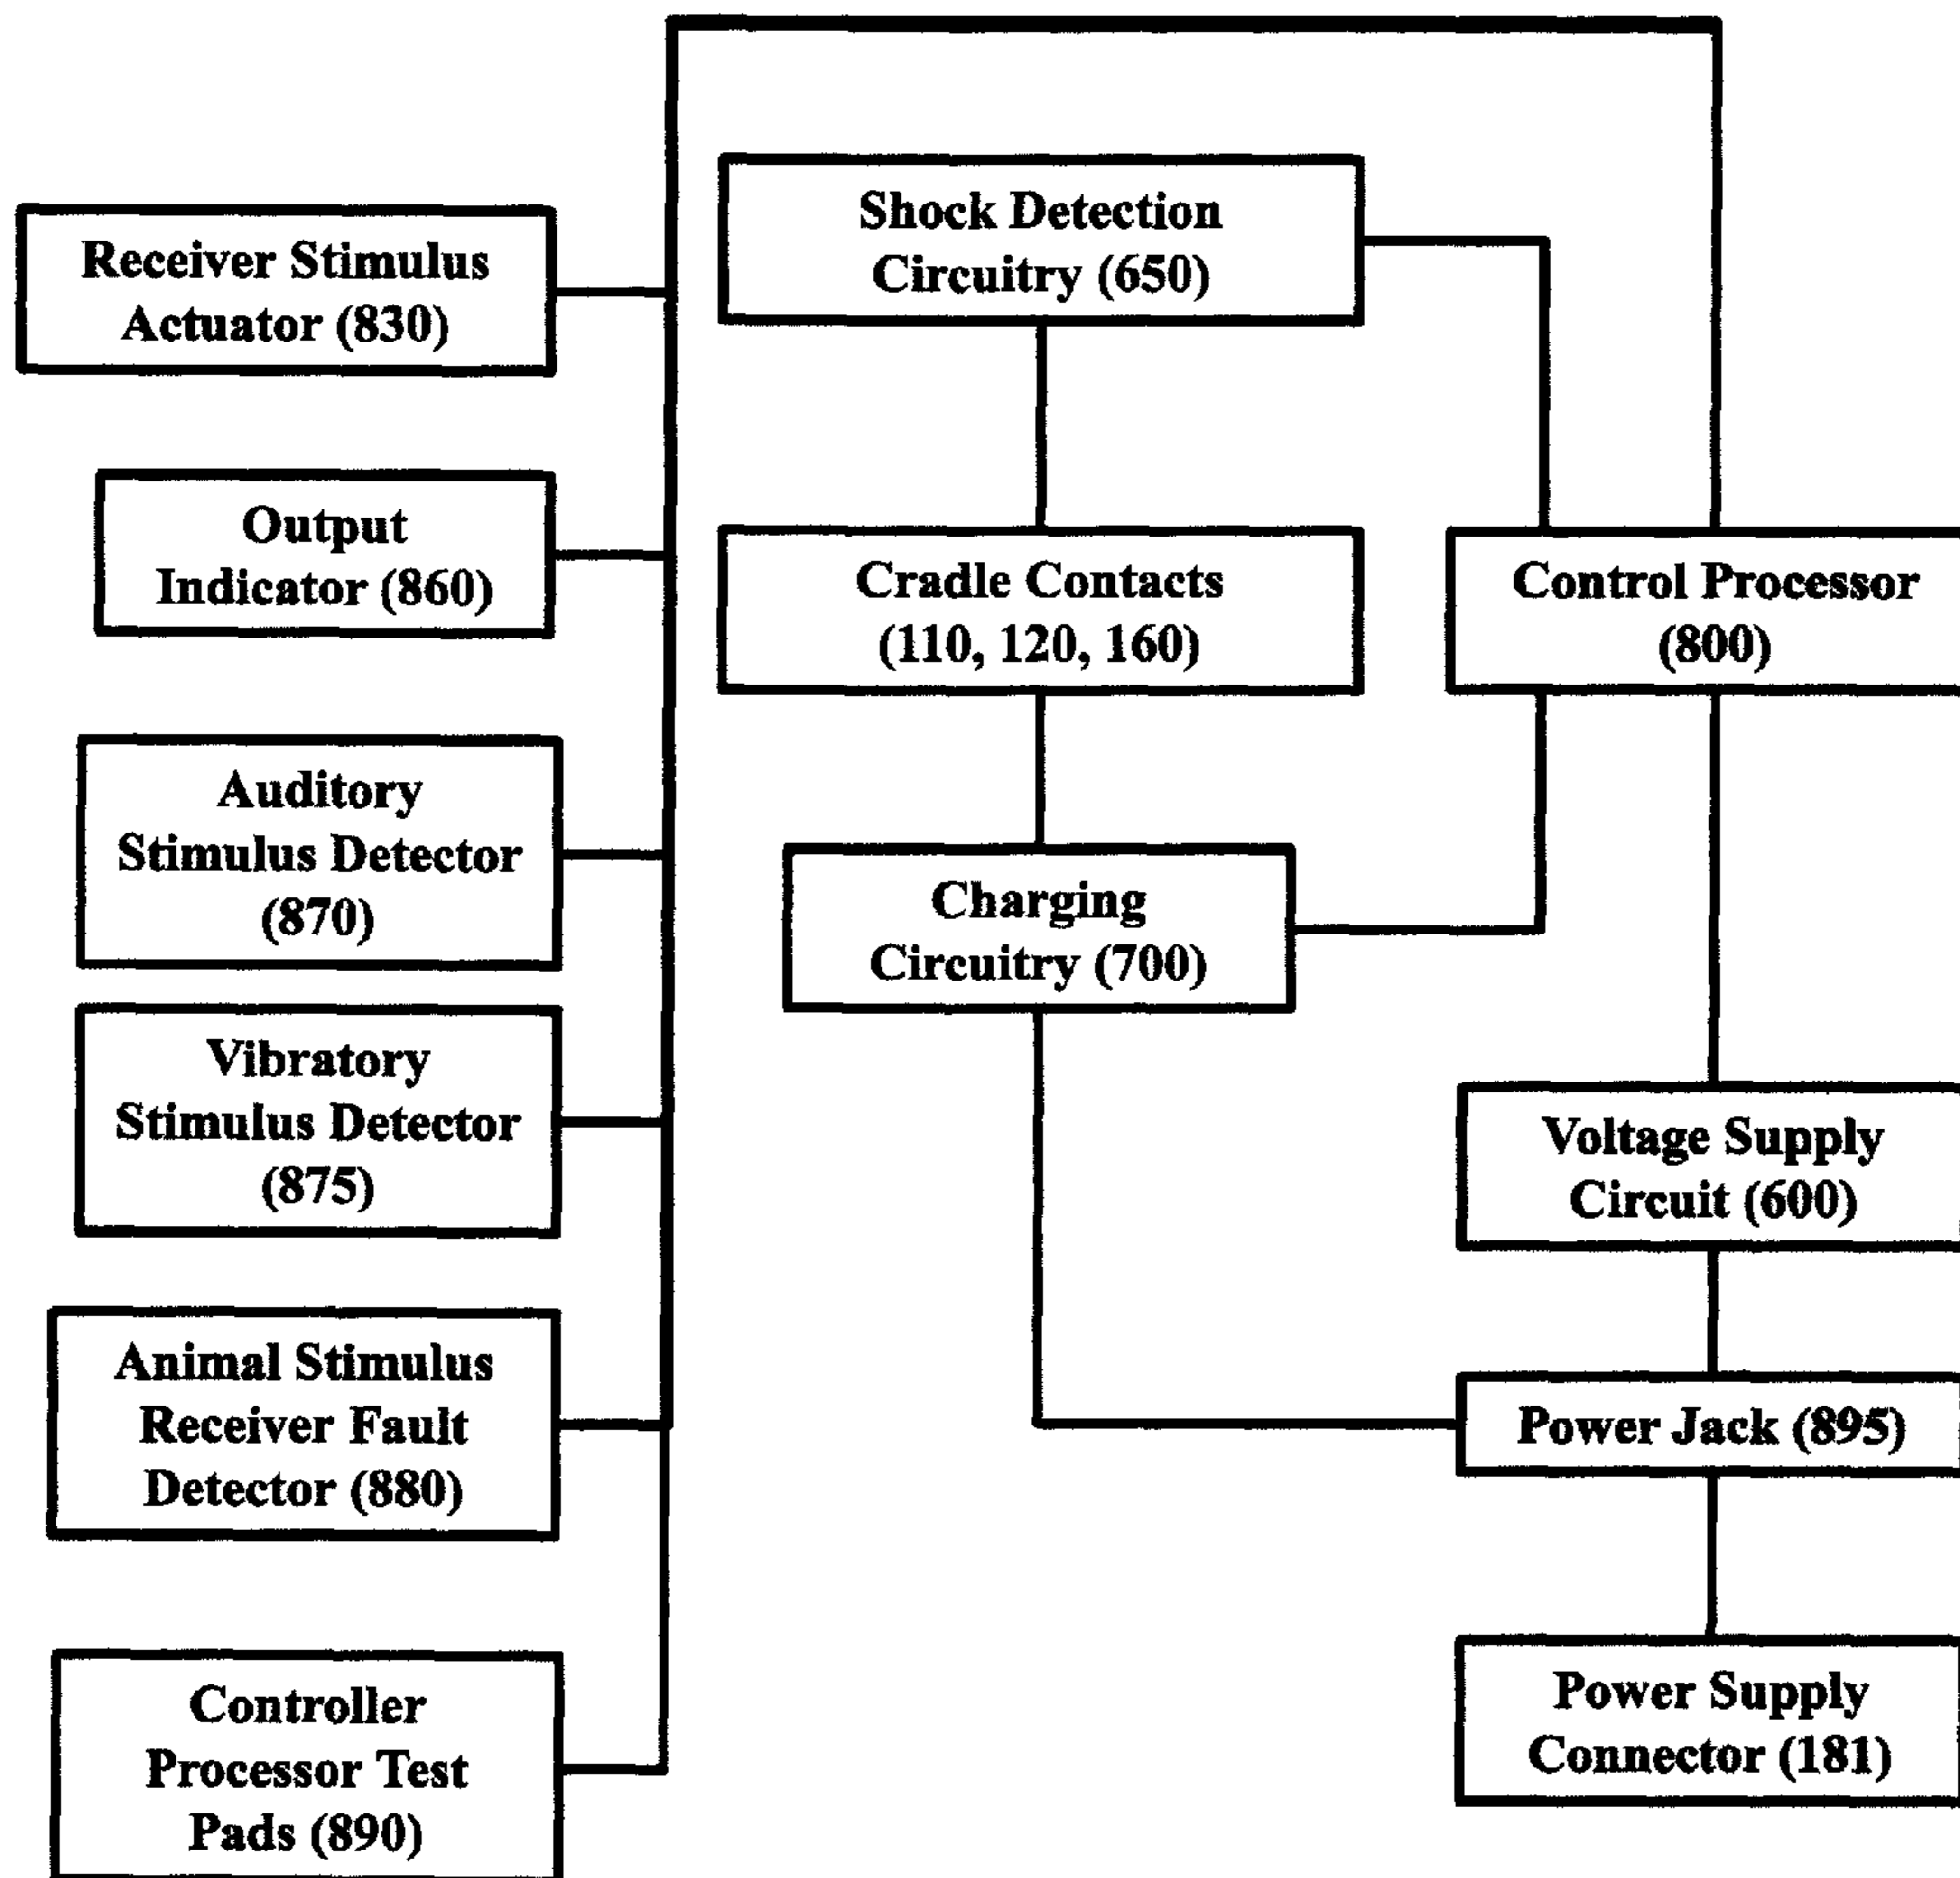 Receiver Stimulus
Actuator (830)
Output
Indicator (860)
Auditory
Stimulus Detector
(870)
Vibratory
Stimulus Detector
(875)
Animal Stimulus
Receiver Fault
Detector (880)
Controller
Processor Test
Pads (890)
Shock Detection
Circuitry (650)
Cradle Contacts
(110, 120, 160)
Charging
Circuitry (700)
Control Processor
(800)
Voltage Supply
Circuit (600)
Power Jack (895)
Power Supply
Connector (181)